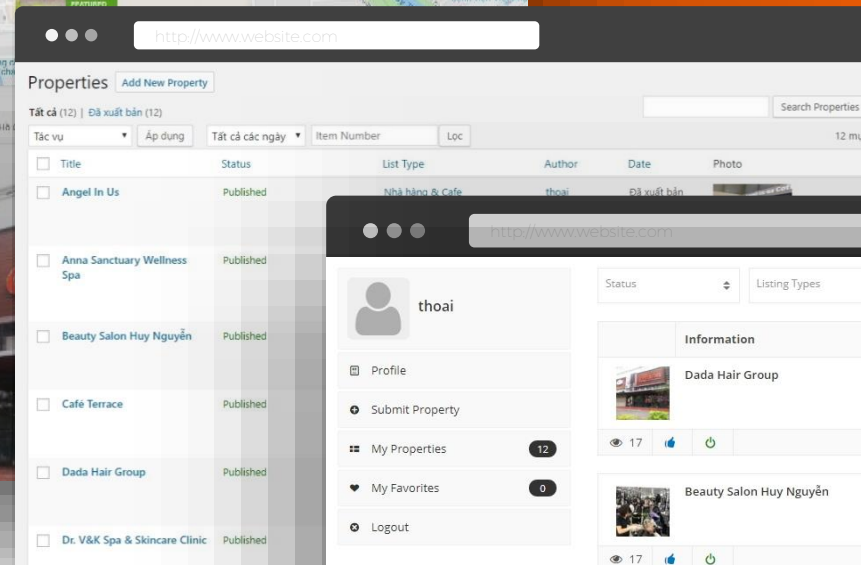 FEATURED
http://www.website.com
Properties Add New Property
Tất cả (12) | Đã xuất bản (12)
Search Properties
Tác vụ Áp dụng Tất cả các ngày Item Number Lọc
Title Status List Type Author Date Photo
Angel In Us Published Nhà hàng & Cafe thoai Đã xuất bản
Anna Sanctuary Wellness Spa Published
Beauty Salon Huy Nguyễn Published
Café Terrace Published
Dada Hair Group Published
Dr. V&K Spa & Skincare Clinic Published
http://www.website.com
thoai
Profile
Submit Property
My Properties 12
My Favorites 0
Logout
Status Listing Types
Information
Dada Hair Group
17
Beauty Salon Huy Nguyễn
17